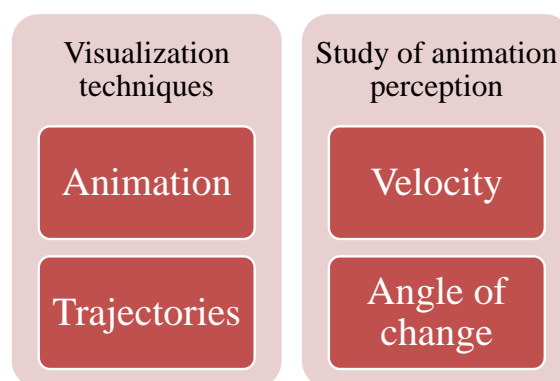 Visualization
techniques
Animation
Trajectories
Study of animation
perception
Velocity
Angle of
change